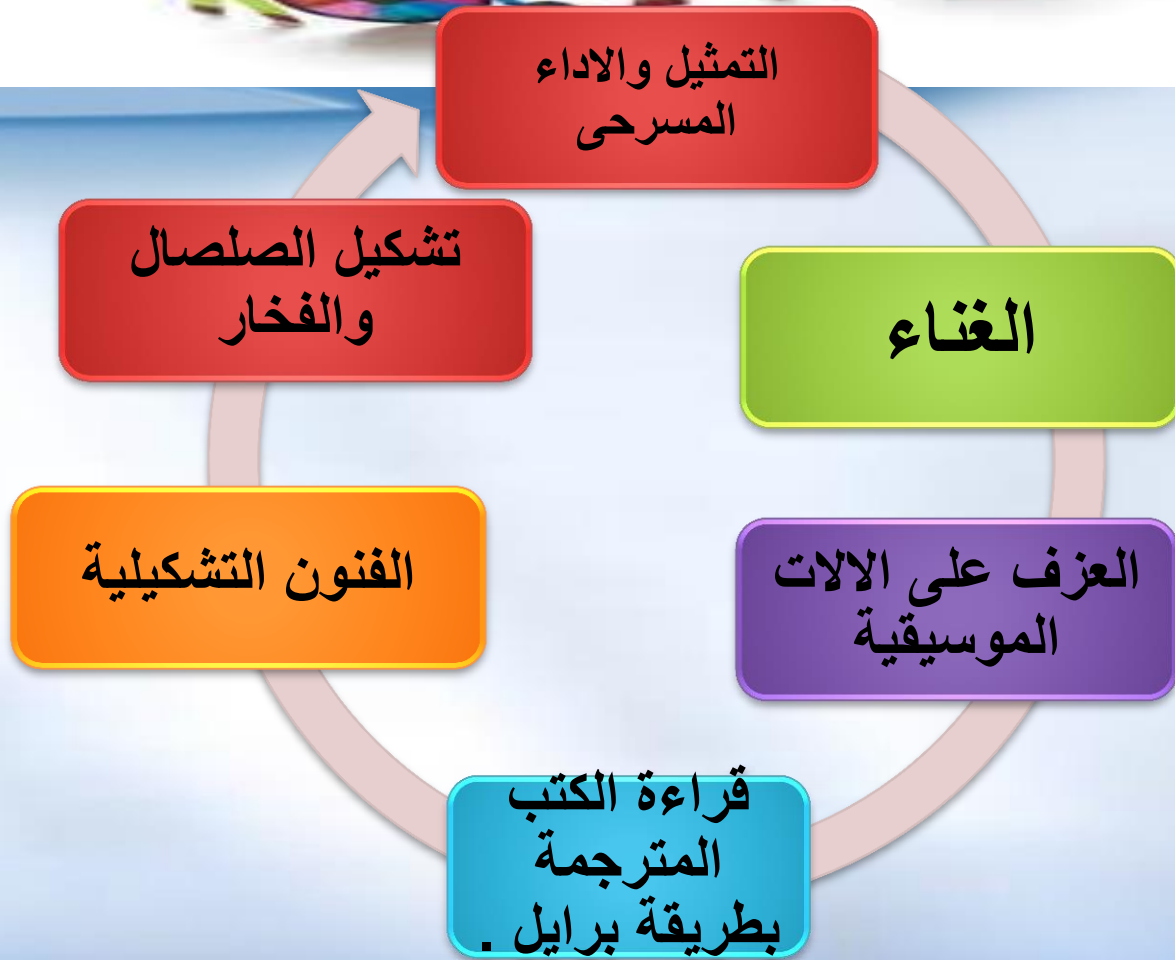 التمثيل والاداء
المسرحى
الغناء
العزف على الالات
الموسيقية
قراءة الكتب
المترجمة
بطريقة برايل .
الفنون التشكيلية
تشكيل الصلصال
والفخار